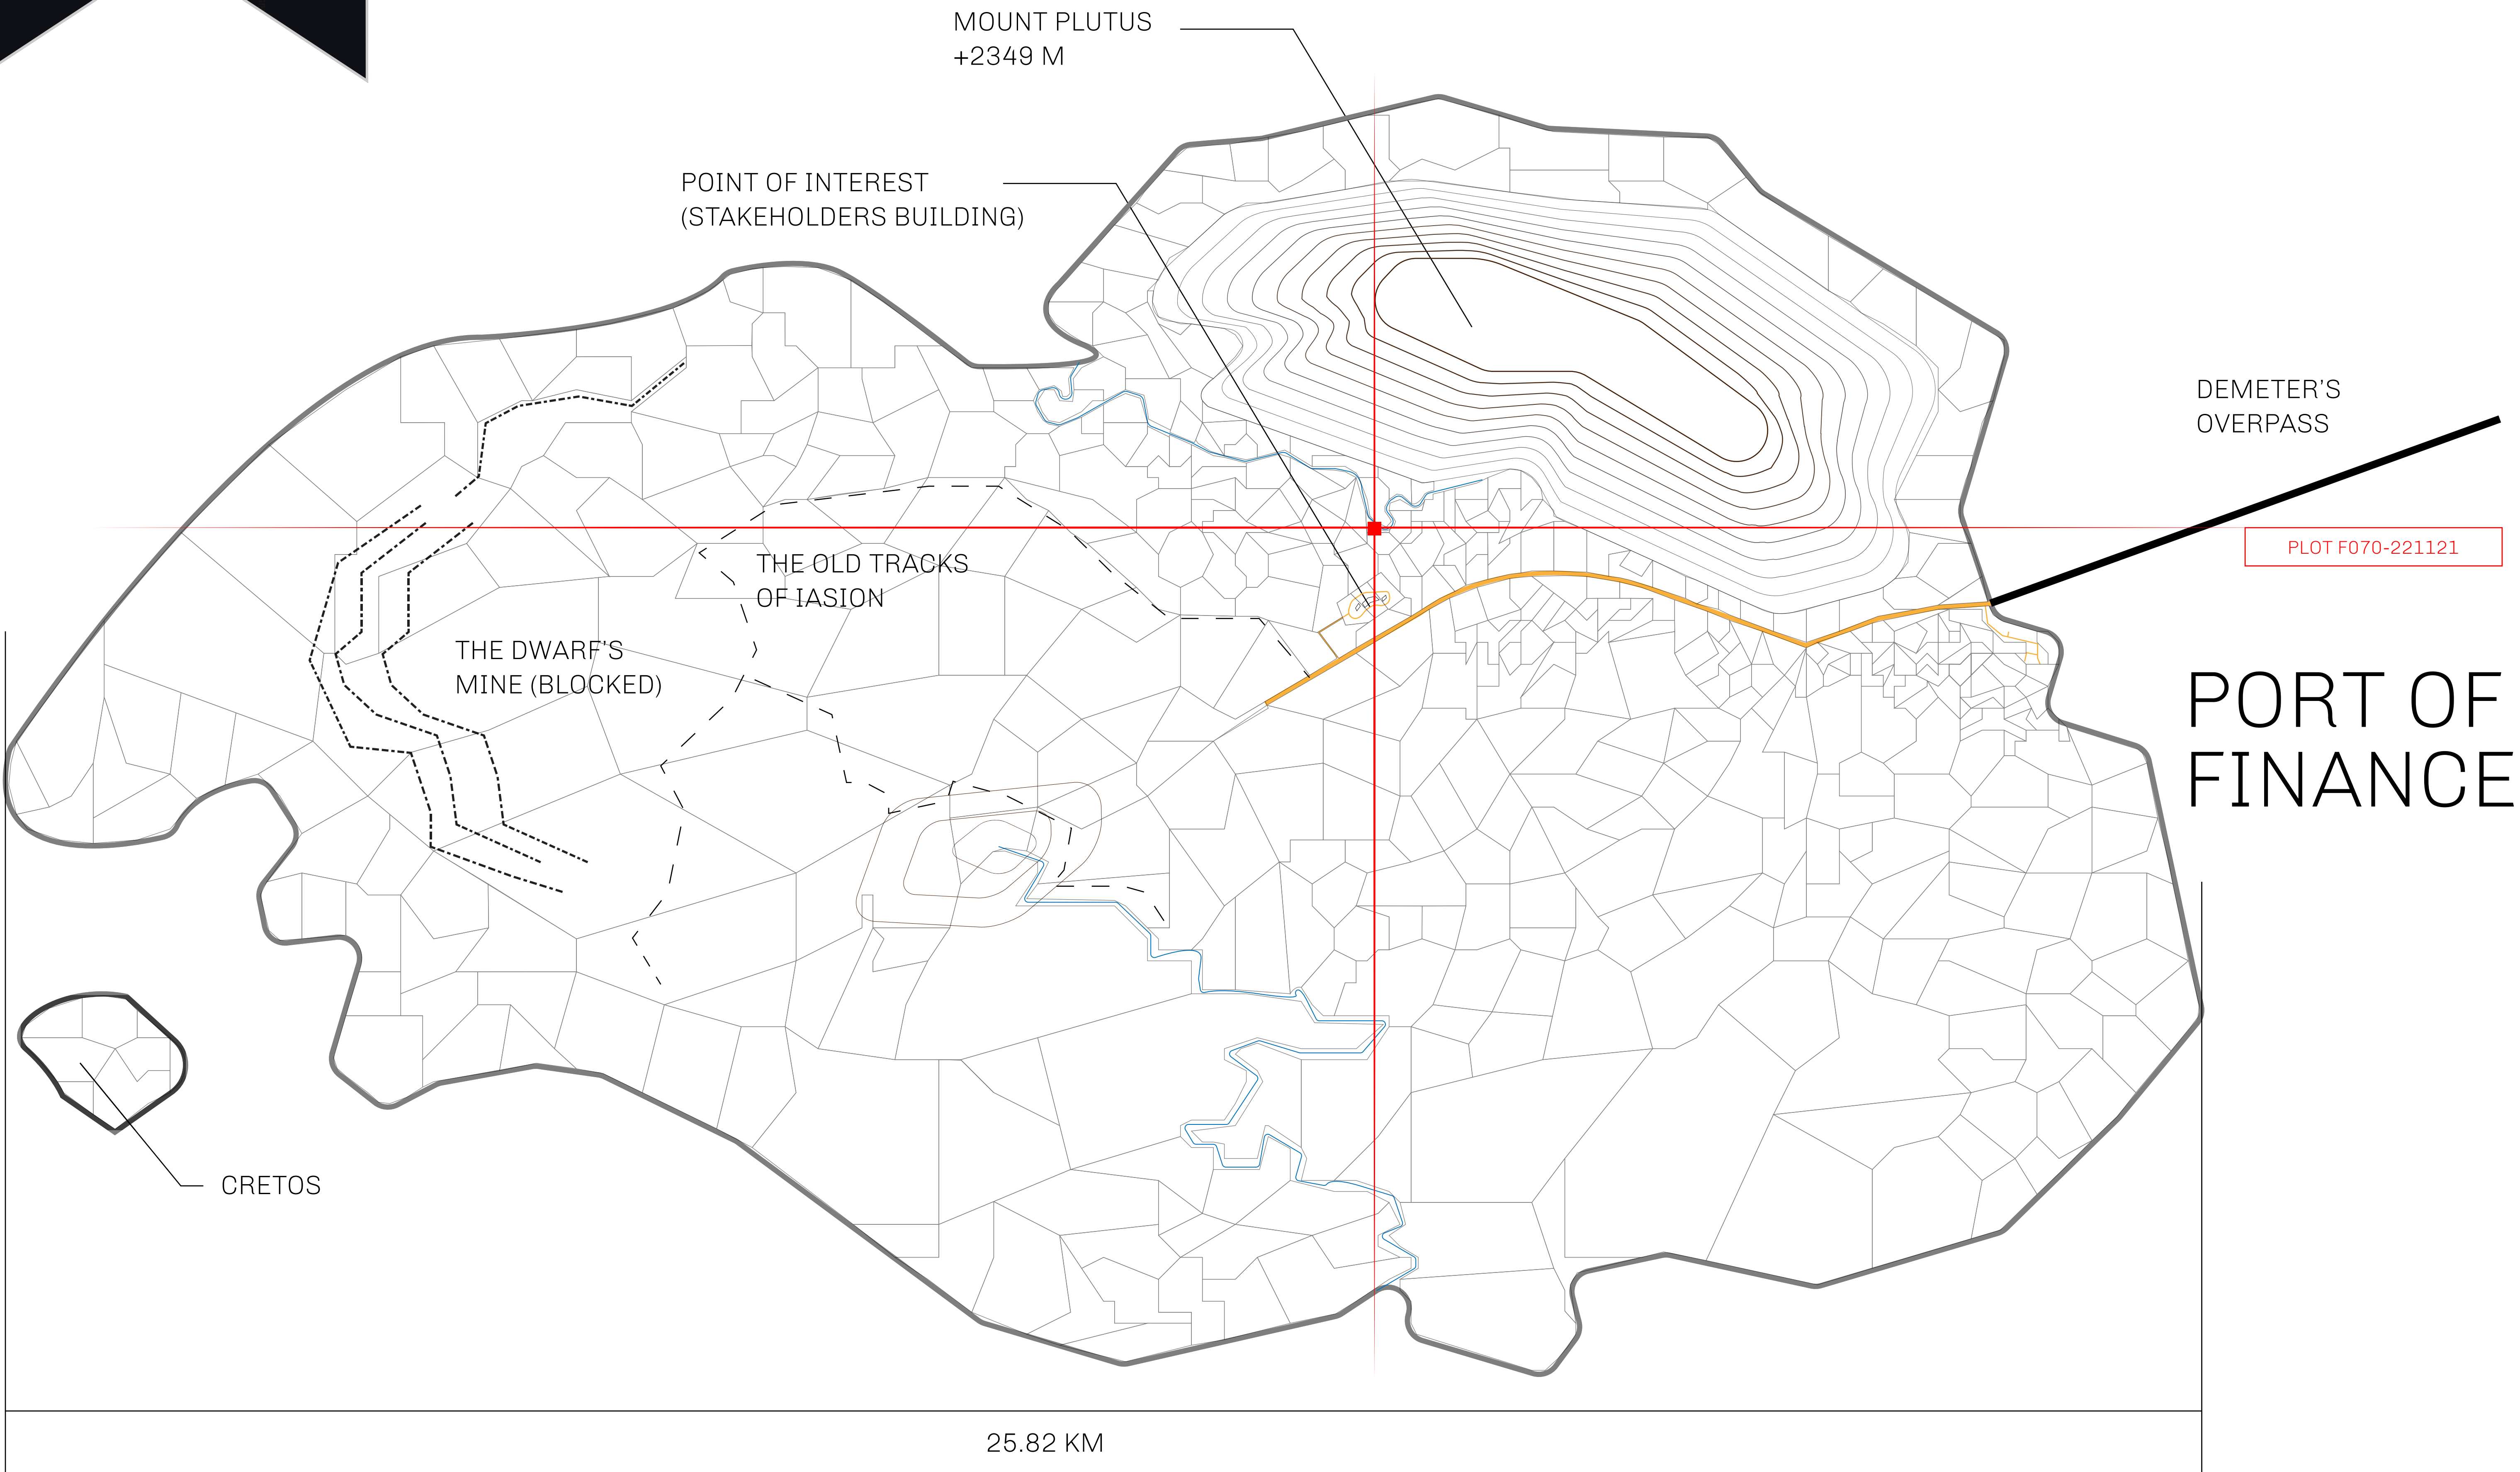 MOUNT PLUTUS
+2349 M
POINT OF INTEREST
(STAKEHOLDERS BUILDING)
DEMETER'S
OVERPASS
PLOT F070-221121
THE OLD TRACKS
OF IASION
THE DWARF'S
MINE (BLOCKED)
PORT OF
FINANCE
CRETOS
25.82 KM